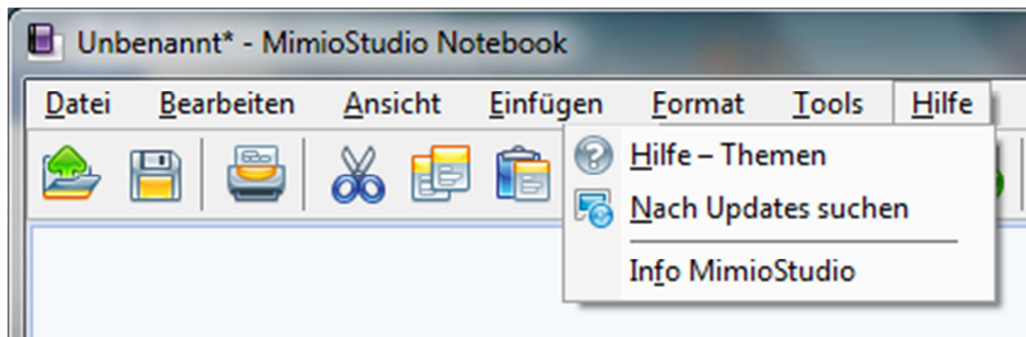 Unbenannt* - MimioStudio Notebook
Datei Bearbeiten Ansicht Einfügen Format Tools Hilfe
Hilfe – Themen
Nach Updates suchen
Info MimioStudio